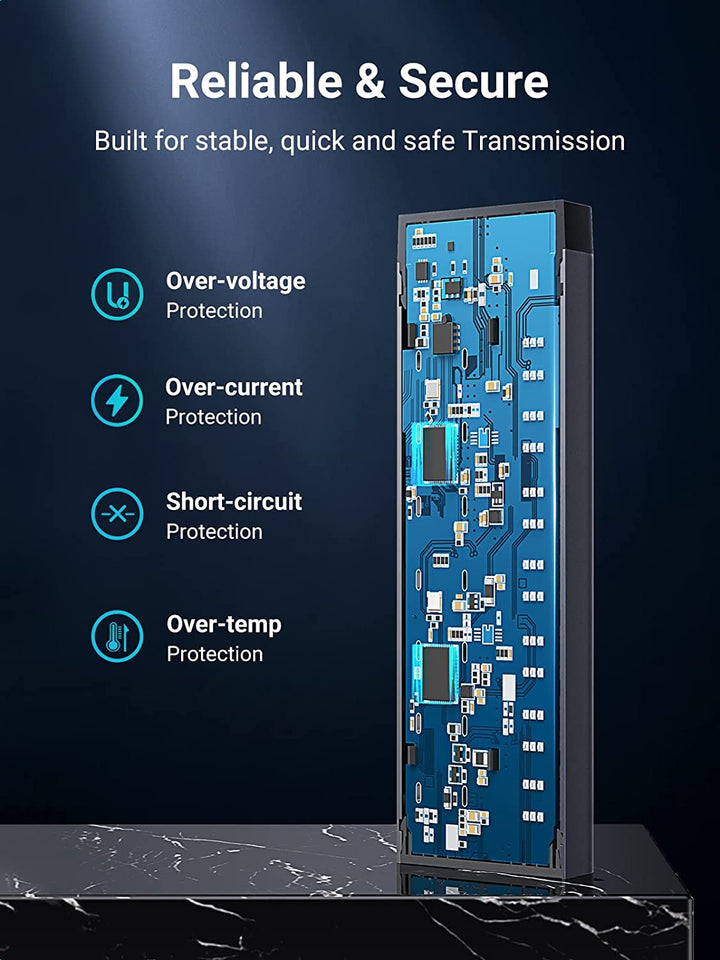 Reliable & Secure
Built for stable, quick and safe Transmission
Over-voltage
Protection
Over-current
Protection
Short-circuit
Protection
Over-temp
Protection